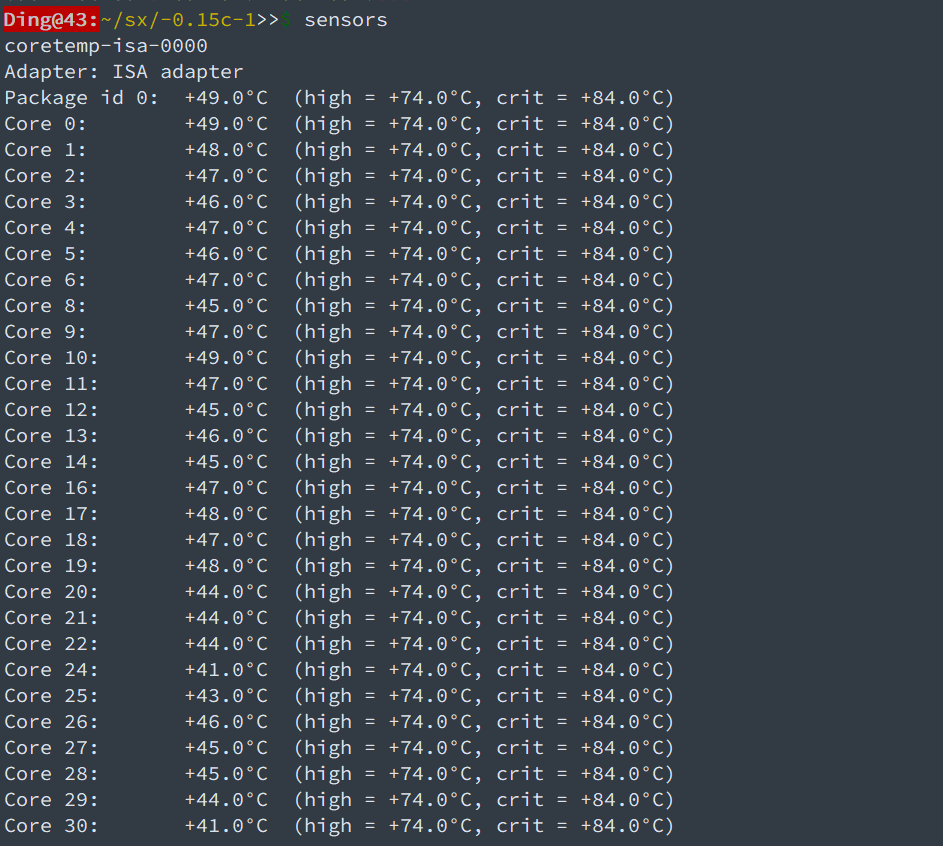 Ding@43:~/sx/-0.15c-1>>$ sensors
coretemp-isa-0000
Adapter: ISA adapter
Package id 0:  +49.0°C  (high = +74.0°C, crit = +84.0°C)
Core 0:        +49.0°C  (high = +74.0°C, crit = +84.0°C)
Core 1:        +48.0°C  (high = +74.0°C, crit = +84.0°C)
Core 2:        +47.0°C  (high = +74.0°C, crit = +84.0°C)
Core 3:        +46.0°C  (high = +74.0°C, crit = +84.0°C)
Core 4:        +47.0°C  (high = +74.0°C, crit = +84.0°C)
Core 5:        +46.0°C  (high = +74.0°C, crit = +84.0°C)
Core 6:        +47.0°C  (high = +74.0°C, crit = +84.0°C)
Core 8:        +45.0°C  (high = +74.0°C, crit = +84.0°C)
Core 9:        +47.0°C  (high = +74.0°C, crit = +84.0°C)
Core 10:       +49.0°C  (high = +74.0°C, crit = +84.0°C)
Core 11:       +47.0°C  (high = +74.0°C, crit = +84.0°C)
Core 12:       +45.0°C  (high = +74.0°C, crit = +84.0°C)
Core 13:       +46.0°C  (high = +74.0°C, crit = +84.0°C)
Core 14:       +45.0°C  (high = +74.0°C, crit = +84.0°C)
Core 16:       +47.0°C  (high = +74.0°C, crit = +84.0°C)
Core 17:       +48.0°C  (high = +74.0°C, crit = +84.0°C)
Core 18:       +47.0°C  (high = +74.0°C, crit = +84.0°C)
Core 19:       +48.0°C  (high = +74.0°C, crit = +84.0°C)
Core 20:       +44.0°C  (high = +74.0°C, crit = +84.0°C)
Core 21:       +44.0°C  (high = +74.0°C, crit = +84.0°C)
Core 22:       +44.0°C  (high = +74.0°C, crit = +84.0°C)
Core 24:       +41.0°C  (high = +74.0°C, crit = +84.0°C)
Core 25:       +43.0°C  (high = +74.0°C, crit = +84.0°C)
Core 26:       +46.0°C  (high = +74.0°C, crit = +84.0°C)
Core 27:       +45.0°C  (high = +74.0°C, crit = +84.0°C)
Core 28:       +45.0°C  (high = +74.0°C, crit = +84.0°C)
Core 29:       +44.0°C  (high = +74.0°C, crit = +84.0°C)
Core 30:       +41.0°C  (high = +74.0°C, crit = +84.0°C)